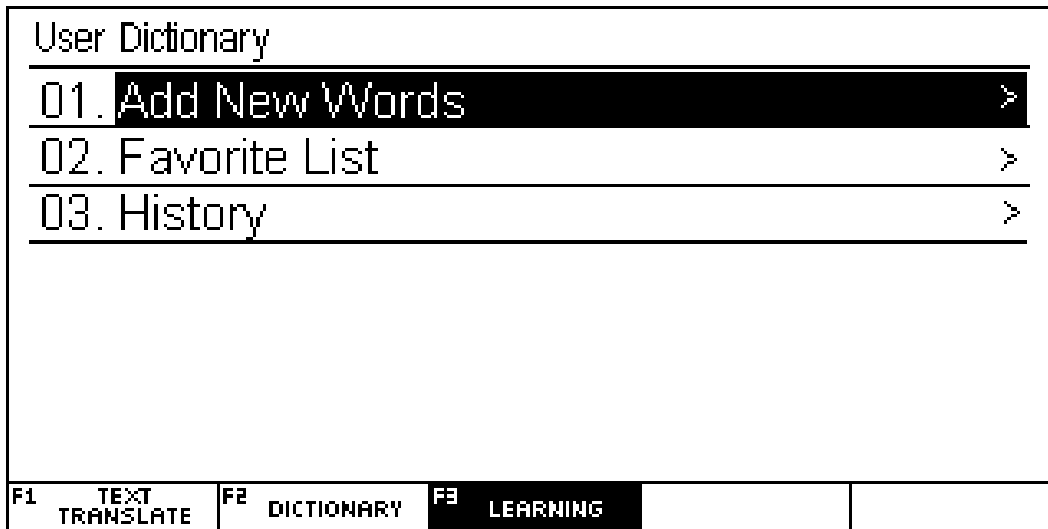 User Dictionary
01. Add New Words >
02. Favorite List >
03. History >
F1 TEXT TRANSLATE F2 DICTIONARY F3 LEARNING